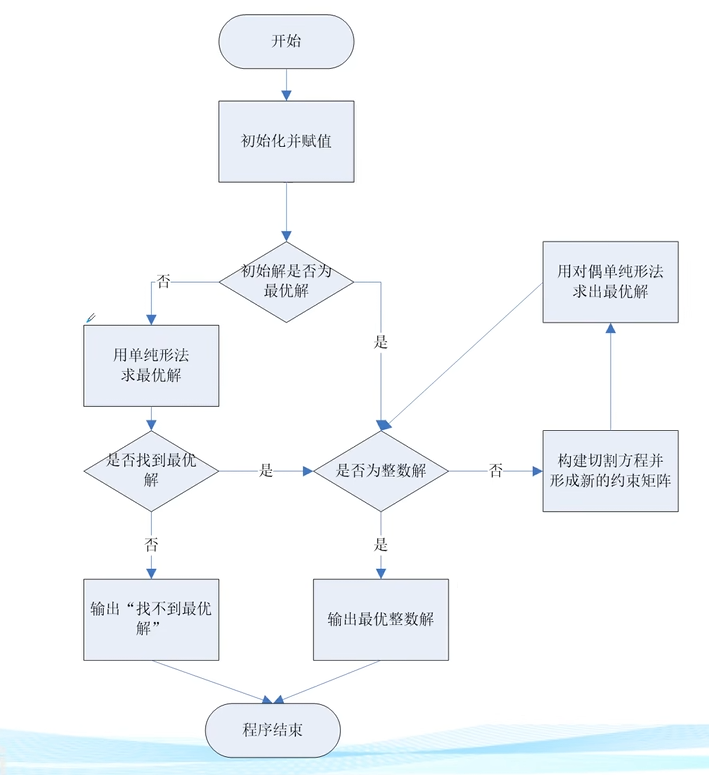 开始
初始化并赋值
初始解是否为
最优解
否
是
用对偶单纯形法
求出最优解
用单纯形法
求最优解
是否找到最优
解
是
是否为整数解
否
构建切割方程并
形成新的约束矩阵
否
是
输出“找不到最优
解”
输出最优整数解
程序结束